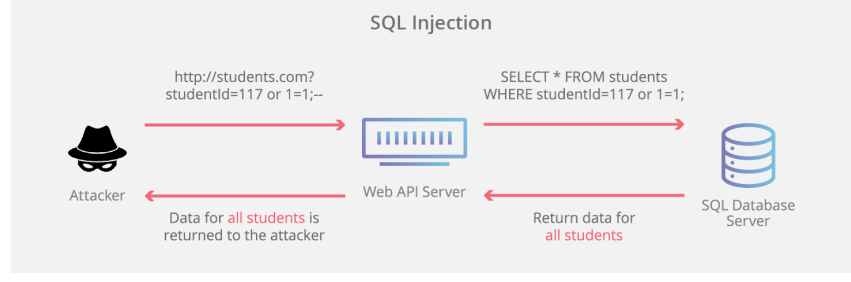 SQL Injection
http://students.com?
studentId=117 or 1=1;--
SELECT * FROM students
WHERE studentId=117 or 1=1;
Attacker
Web API Server
SQL Database
Server
Data for all students is
returned to the attacker
Return data for
all students